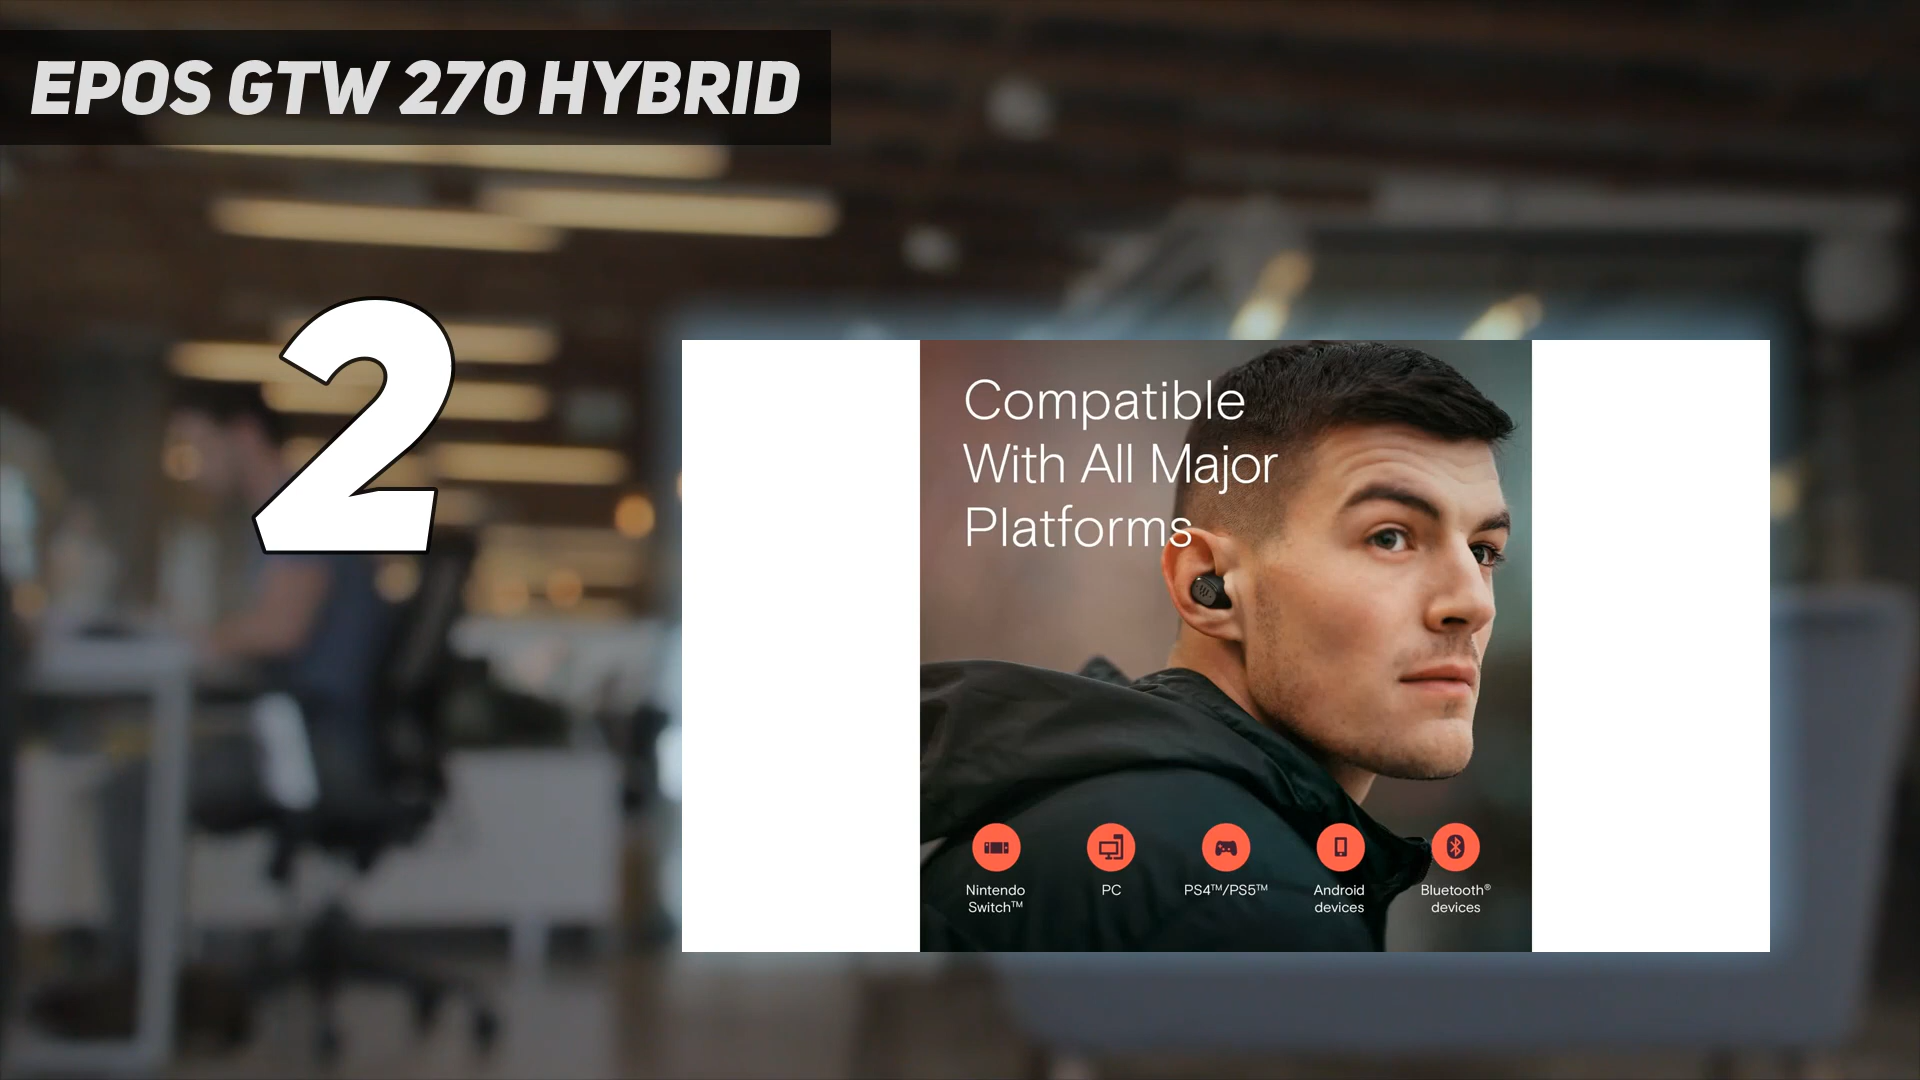 EPOS GTW 270 HYBRID
2
Compatible
With All Major
Platforms
Nintendo
Switch™
PC
PS4™/PS5™
Android
devices
Bluetooth®
devices